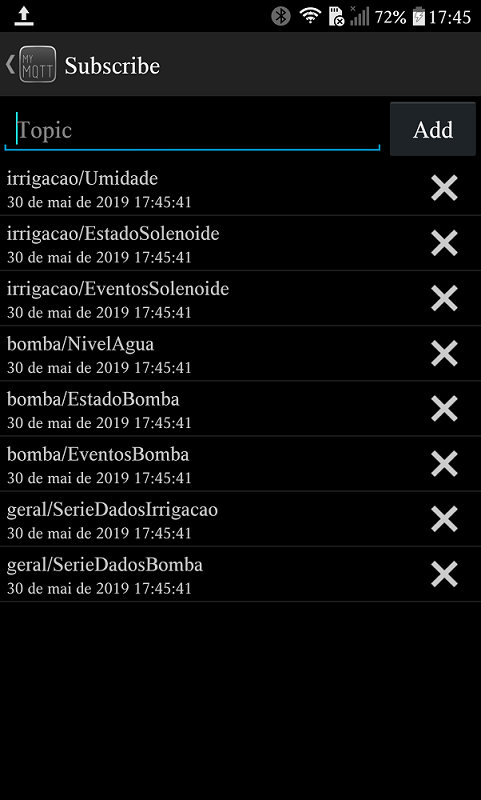 72% 17:45
MY
MQTT
Subscribe
Topic
Add
irrigacao/Umidade
30 de mai de 2019 17:45:41
irrigacao/EstadoSolenoide
30 de mai de 2019 17:45:41
irrigacao/EventosSolenoide
30 de mai de 2019 17:45:41
bomba/NivelAgua
30 de mai de 2019 17:45:41
bomba/EstadoBomba
30 de mai de 2019 17:45:41
bomba/EventosBomba
30 de mai de 2019 17:45:41
geral/SerieDadosIrrigacao
30 de mai de 2019 17:45:41
geral/SerieDadosBomba
30 de mai de 2019 17:45:41